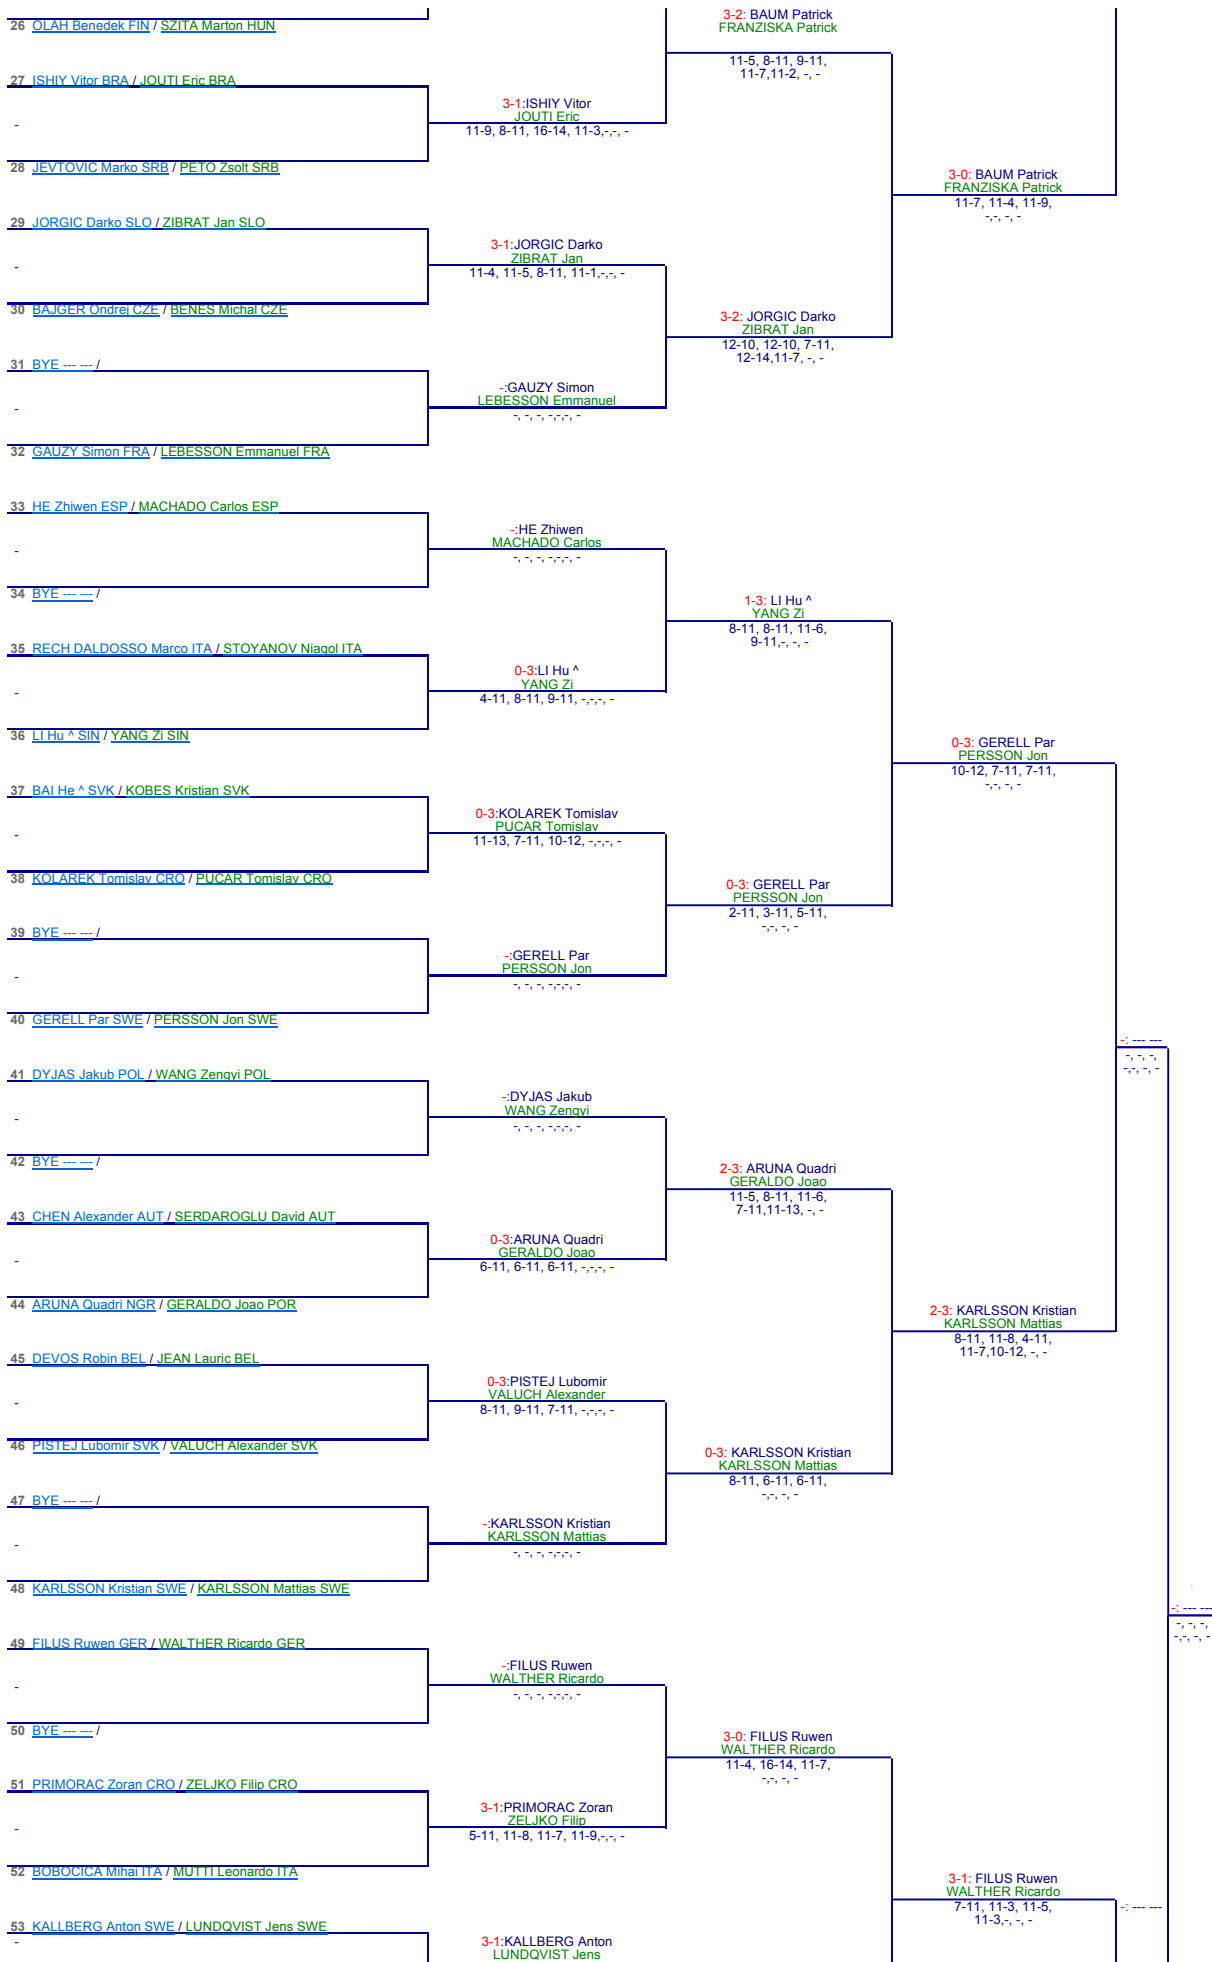 26 OLAH Benedek FIN / SZITA Marton HUN
3-2: BAUM Patrick
FRANZISKA Patrick
11-5, 8-11, 9-11,
11-7,11-2, -, -
27 ISHIY Vitor BRA / JOUTI Eric BRA
-
3-1:ISHIY Vitor
JOUTI Eric
11-9, 8-11, 16-14, 11-3,-,-, -
28 JEVTOVIC Marko SRB / PETO Zsolt SRB
3-0: BAUM Patrick
FRANZISKA Patrick
11-7, 11-4, 11-9,
-,-, -, -
29 JORGIC Darko SLO / ZIBRAT Jan SLO
-
3-1:JORGIC Darko
ZIBRAT Jan
11-4, 11-5, 8-11, 11-1,-,-, -
30 BAJGER Ondrej CZE / BENES Michal CZE
3-2: JORGIC Darko
ZIBRAT Jan
12-10, 12-10, 7-11,
12-14,11-7, -, -
31 BYE --- --- /
-
-:GAUZY Simon
LEBESSON Emmanuel
-, -, -, -,-,-, -
32 GAUZY Simon FRA / LEBESSON Emmanuel FRA
33 HE Zhiwen ESP / MACHADO Carlos ESP
-
-:HE Zhiwen
MACHADO Carlos
-, -, -, -,-,-, -
34 BYE --- --- /
1-3: LI Hu ^
YANG Zi
8-11, 8-11, 11-6,
9-11,-, -, -
35 RECH DALDOSSO Marco ITA / STOYANOV Niagol ITA
-
0-3:LI Hu ^
YANG Zi
4-11, 8-11, 9-11, -,-,-, -
36 LI Hu ^ SIN / YANG Zi SIN
0-3: GERELL Par
PERSSON Jon
10-12, 7-11, 7-11,
-,-, -, -
37 BAI He ^ SVK / KOBES Kristian SVK
-
0-3:KOLAREK Tomislav
PUCAR Tomislav
11-13, 7-11, 10-12, -,-,-, -
38 KOLAREK Tomislav CRO / PUCAR Tomislav CRO
0-3: GERELL Par
PERSSON Jon
2-11, 3-11, 5-11,
-,-, -, -
39 BYE --- --- /
-
-:GERELL Par
PERSSON Jon
-, -, -, -,-,-, -
40 GERELL Par SWE / PERSSON Jon SWE
-: --- ---
-, -, -,
-,-, -, -
41 DYJAS Jakub POL / WANG Zengyi POL
-
-:DYJAS Jakub
WANG Zengyi
-, -, -, -,-,-, -
42 BYE --- --- /
2-3: ARUNA Quadri
GERALDO Joao
11-5, 8-11, 11-6,
7-11,11-13, -, -
43 CHEN Alexander AUT / SERDAROGLU David AUT
-
0-3:ARUNA Quadri
GERALDO Joao
6-11, 6-11, 6-11, -,-,-, -
44 ARUNA Quadri NGR / GERALDO Joao POR
2-3: KARLSSON Kristian
KARLSSON Mattias
8-11, 11-8, 4-11,
11-7,10-12, -, -
45 DEVOS Robin BEL / JEAN Lauric BEL
-
0-3:PISTEJ Lubomir
VALUCH Alexander
8-11, 9-11, 7-11, -,-,-, -
46 PISTEJ Lubomir SVK / VALUCH Alexander SVK
0-3: KARLSSON Kristian
KARLSSON Mattias
8-11, 6-11, 6-11,
-,-, -, -
47 BYE --- --- /
-
-:KARLSSON Kristian
KARLSSON Mattias
-, -, -, -,-,-, -
48 KARLSSON Kristian SWE / KARLSSON Mattias SWE
-: --- ---
-, -, -,
-,-, -, -
49 FILUS Ruwen GER / WALTHER Ricardo GER
-
-:FILUS Ruwen
WALTHER Ricardo
-, -, -, -,-,-, -
50 BYE --- --- /
3-0: FILUS Ruwen
WALTHER Ricardo
11-4, 16-14, 11-7,
-,-, -, -
51 PRIMORAC Zoran CRO / ZELJKO Filip CRO
-
3-1:PRIMORAC Zoran
ZELJKO Filip
5-11, 11-8, 11-7, 11-9,-,-, -
52 BOBOCICA Mihai ITA / MUTTI Leonardo ITA
3-1: FILUS Ruwen
WALTHER Ricardo
7-11, 11-3, 11-5,
11-3,-, -, -
-: --- ---
53 KALLBERG Anton SWE / LUNDQVIST Jens SWE
-
3-1:KALLBERG Anton
LUNDQVIST Jens